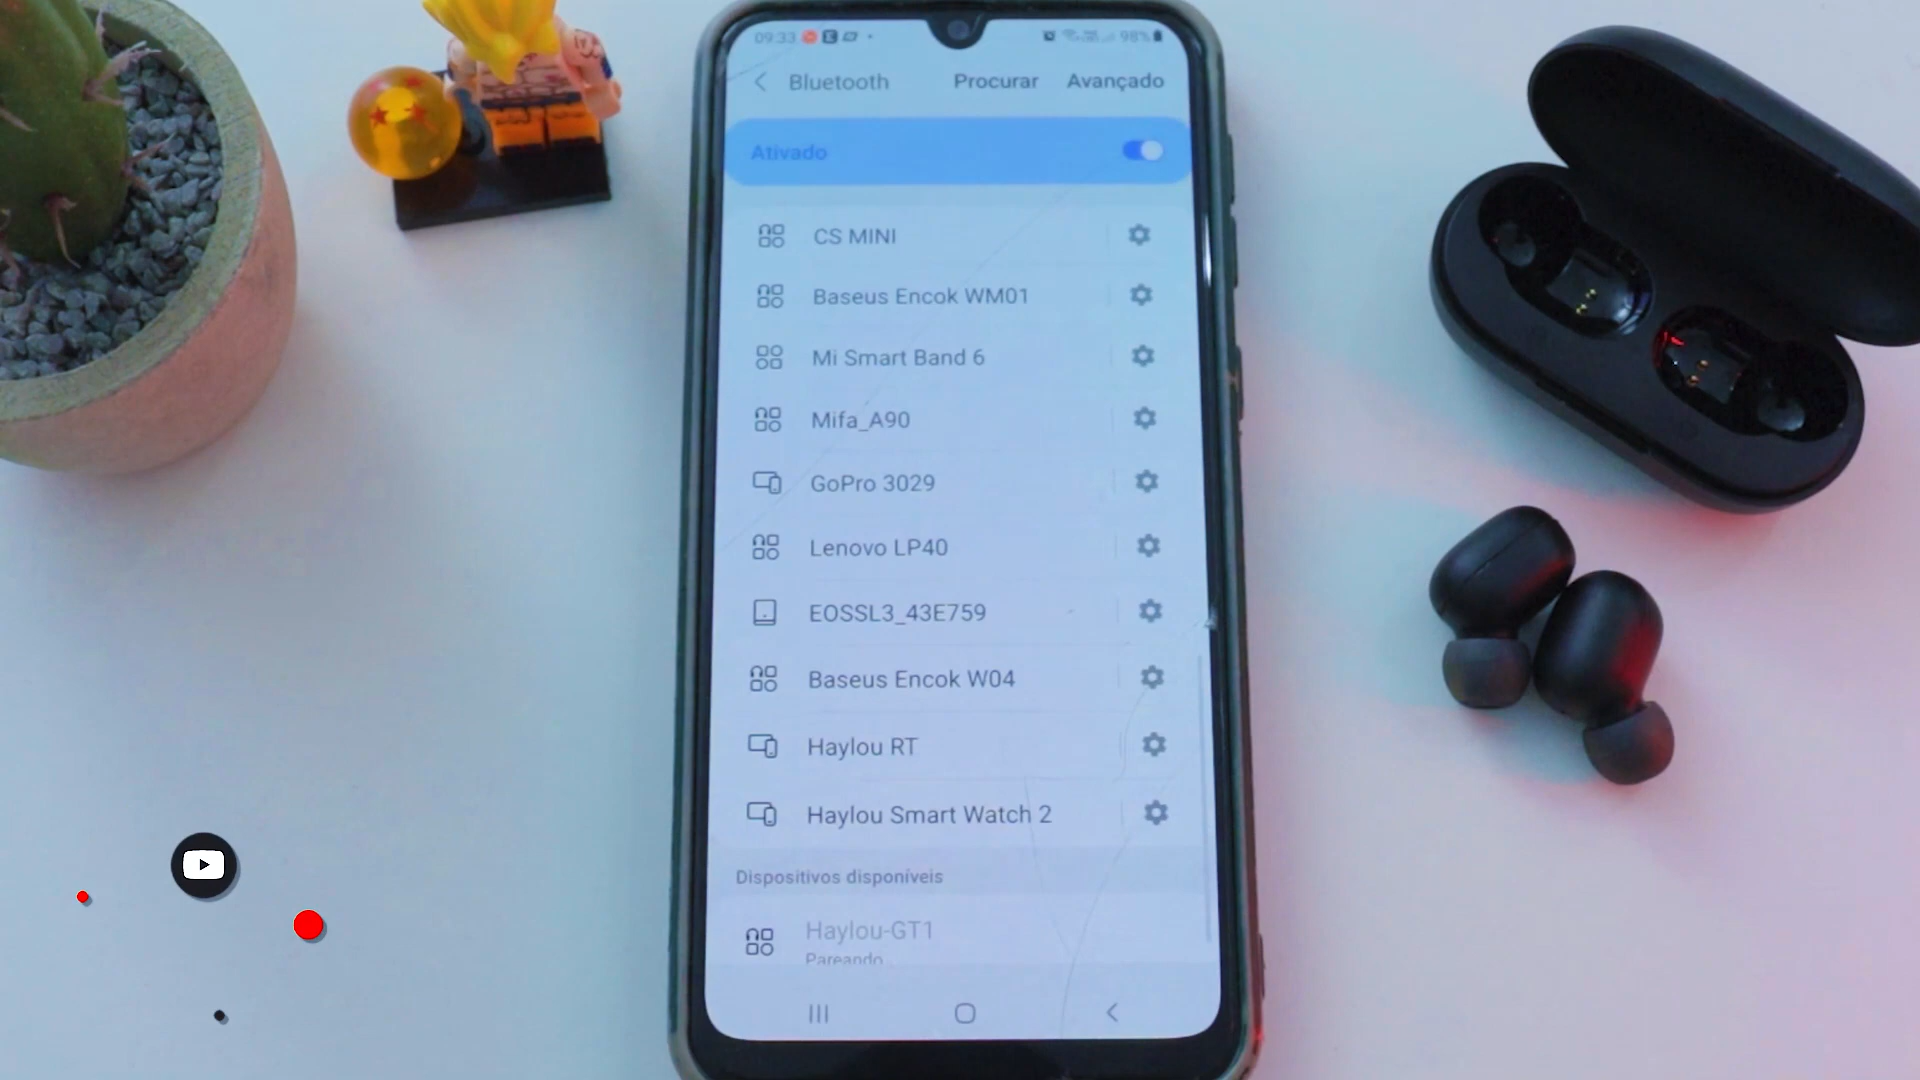 09:33
98%
Bluetooth Procurar Avançado
Ativado
CS MINI
Baseus Encok WM01
Mi Smart Band 6
Mifa_A90
GoPro 3029
Lenovo LP40
EOSSL3_43E759
Baseus Encok W04
Haylou RT
Haylou Smart Watch 2
Dispositivos disponíveis
Haylou-GT1
Pareando